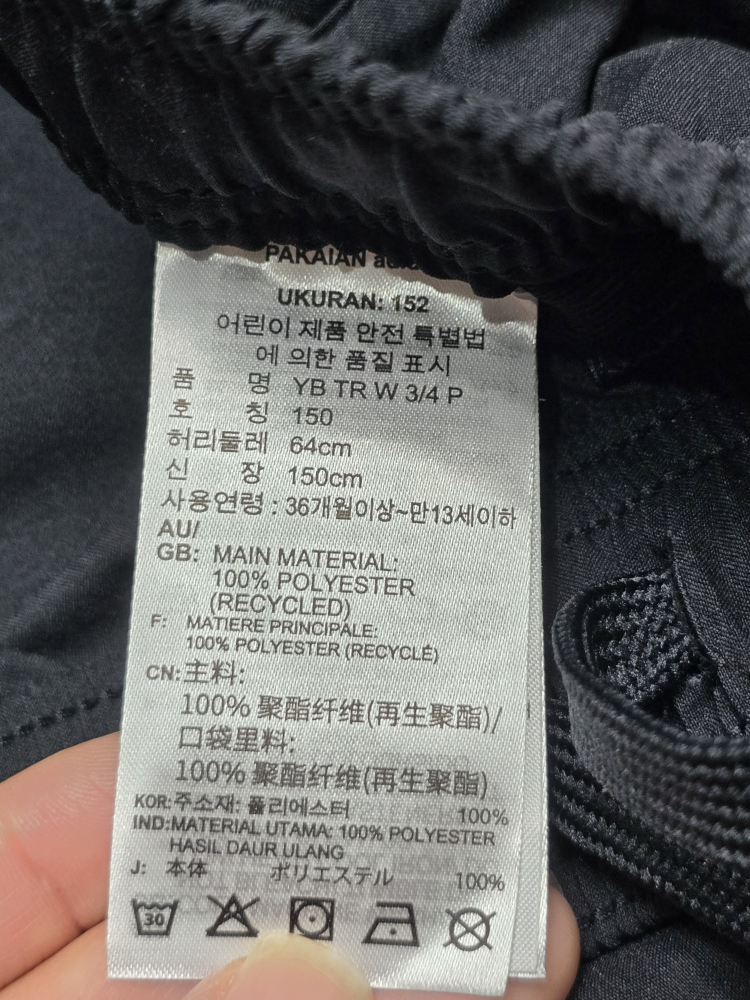 PAKAIAN
UKURAN: 152
어린이 제품 안전 특별법
에 의한 품질 표시
품 명 YB TR W 3/4 P
호 칭 150
허리둘레 64cm
신 장 150cm
사용연령 : 36개월이상~만13세이하
AU/
GB: MAIN MATERIAL:
100% POLYESTER
(RECYCLED)
F: MATIERE PRINCIPALE:
100% POLYESTER (RECYCLÉ)
CN:主料:
100% 聚酯纤维(再生聚酯)/
口袋里料:
100% 聚酯纤维(再生聚酯)
KOR:주소재: 폴리에스터 100%
IND:MATERIAL UTAMA: 100% POLYESTER
HASIL DAUR ULANG
J: 本体 ポリエステル 100%
30